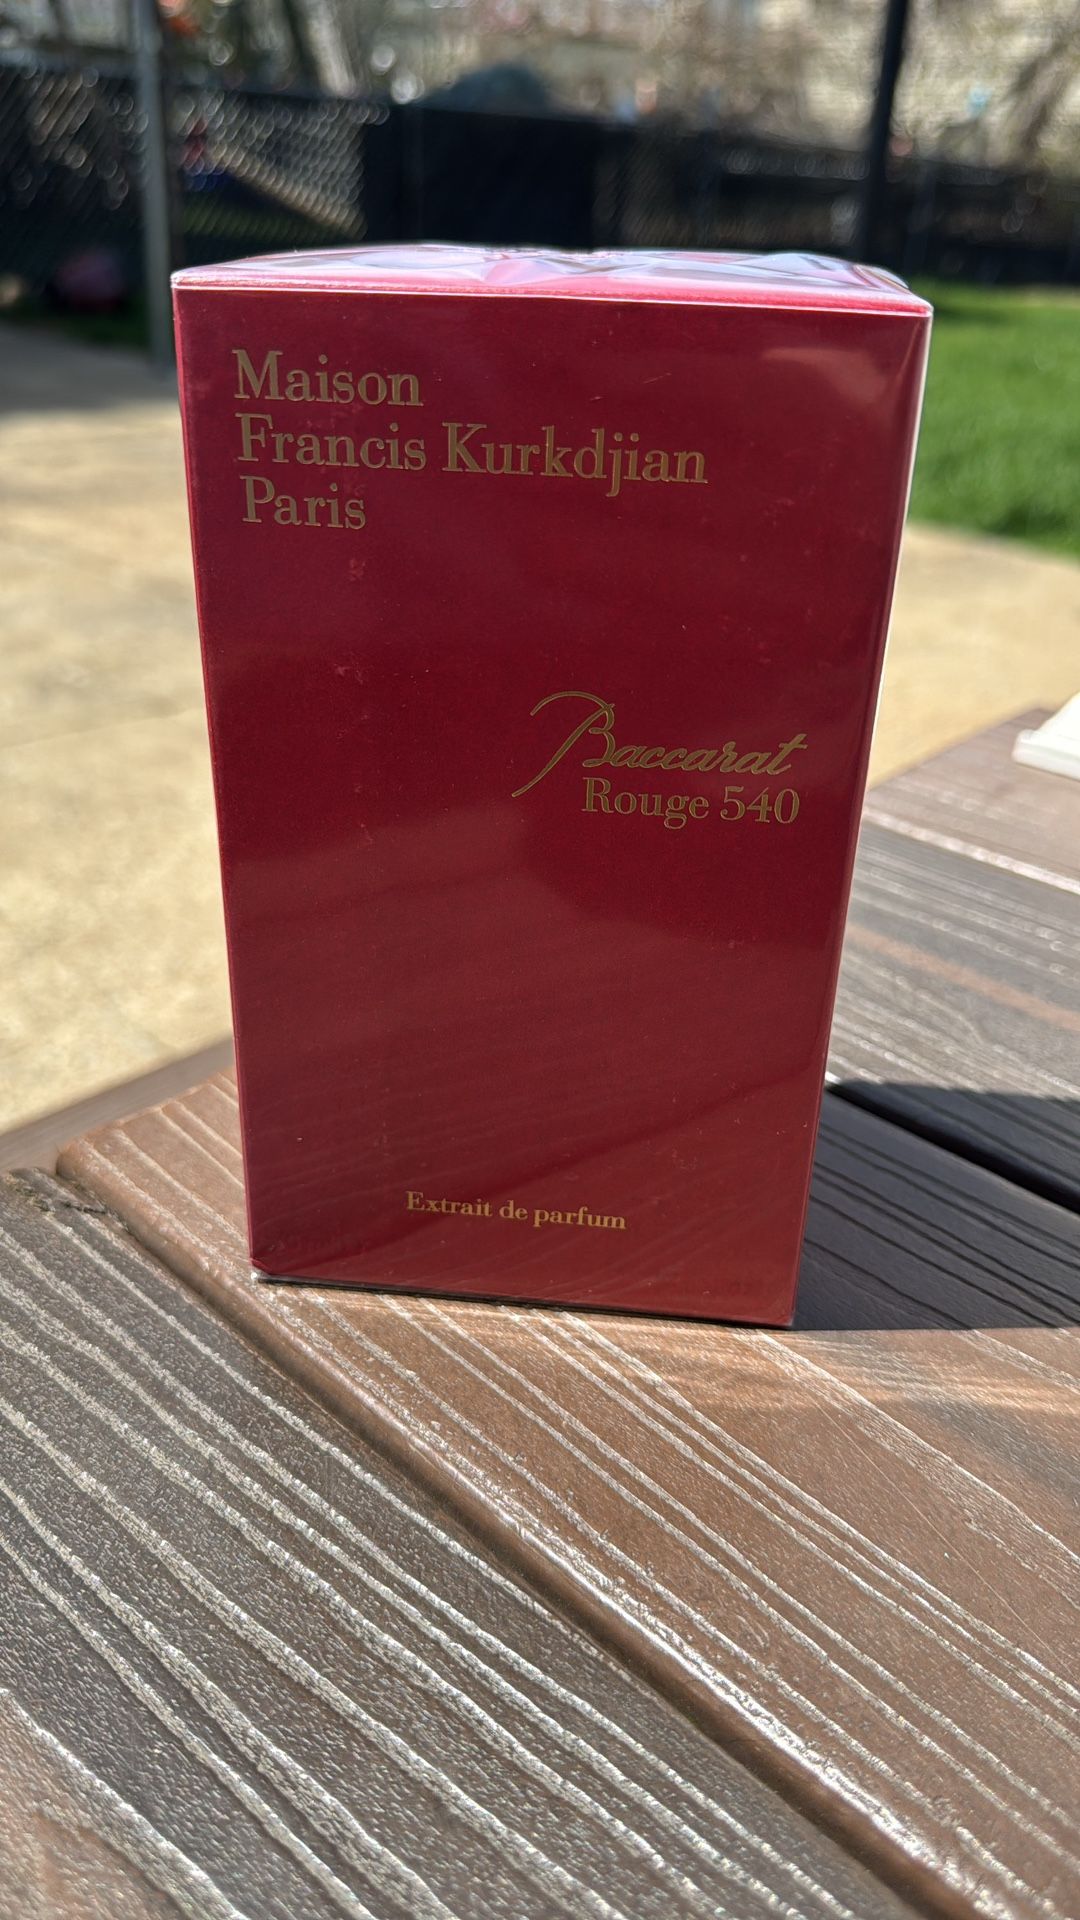 Maison
Francis Kurkdjian
Paris
Baccarat
Rouge 540
Extrait de parfum